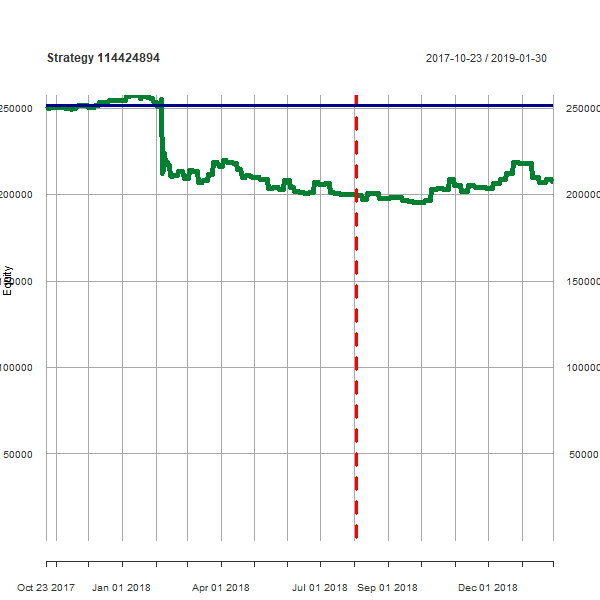 Strategy 114424894 2017-10-23 / 2019-01-30
250000 250000
200000 200000
150000 150000
Equity
100000 100000
50000 50000
Oct 23 2017 Jan 01 2018 Apr 01 2018 Jul 01 2018 Sep 01 2018 Dec 01 2018